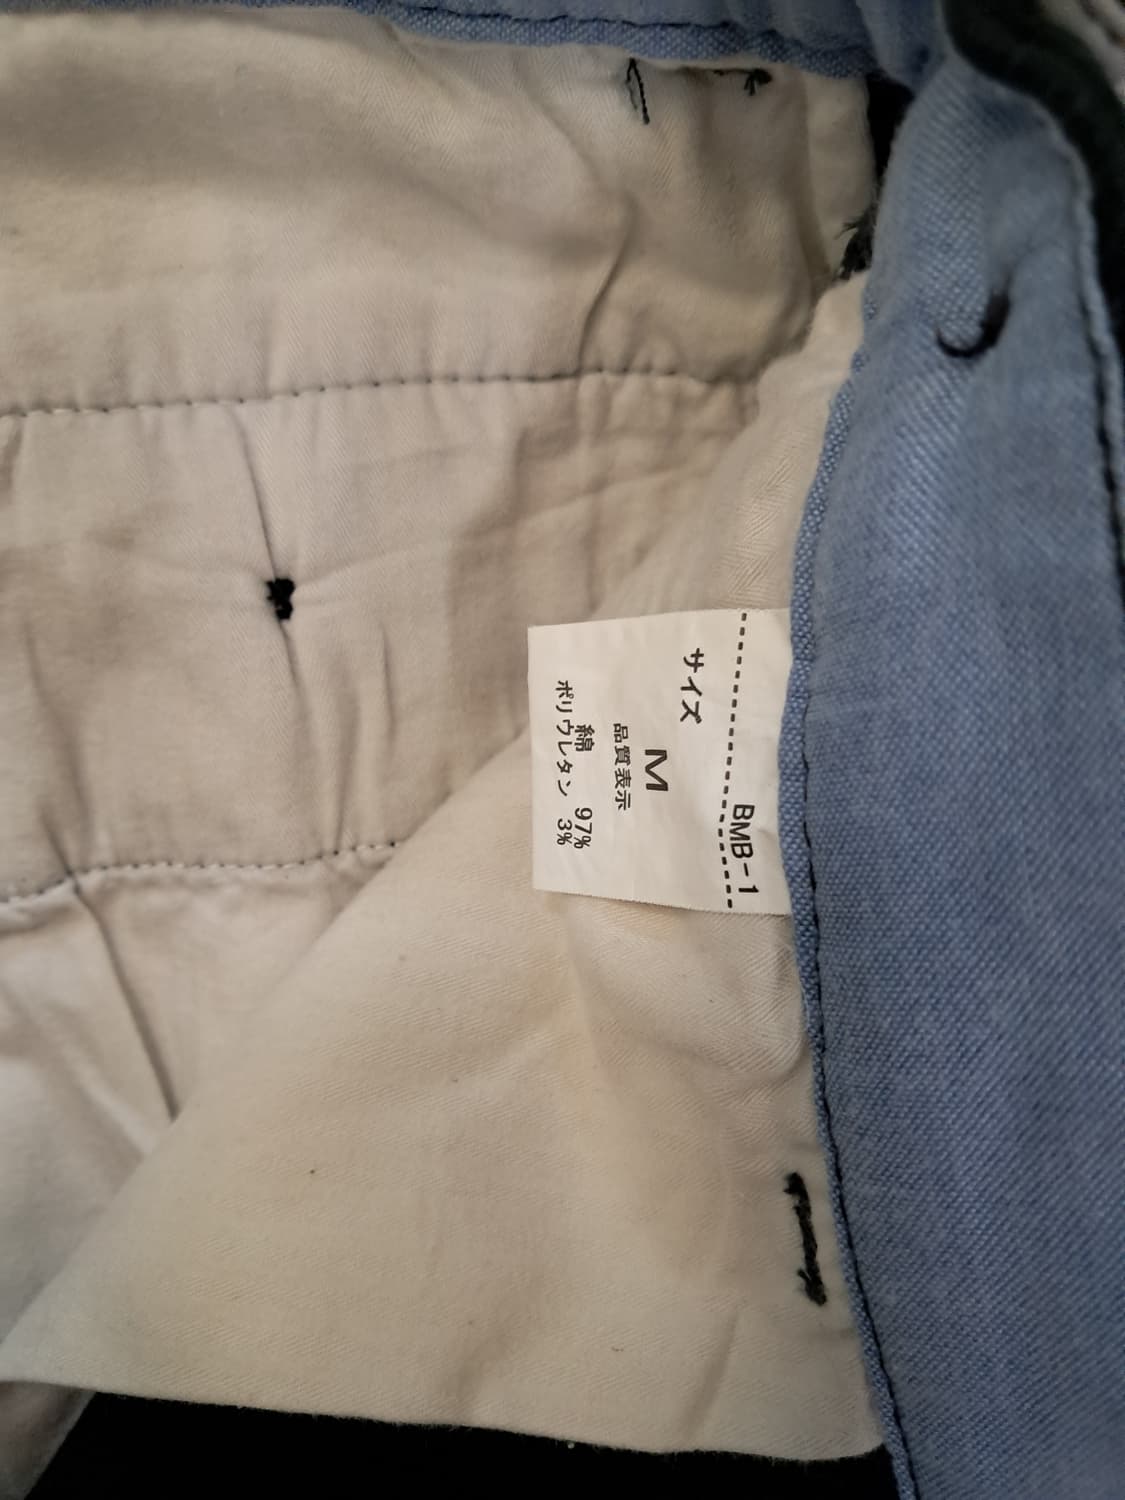 BMB-1
サイズ
M
品質表示
綿 97%
ポリウレタン 3%